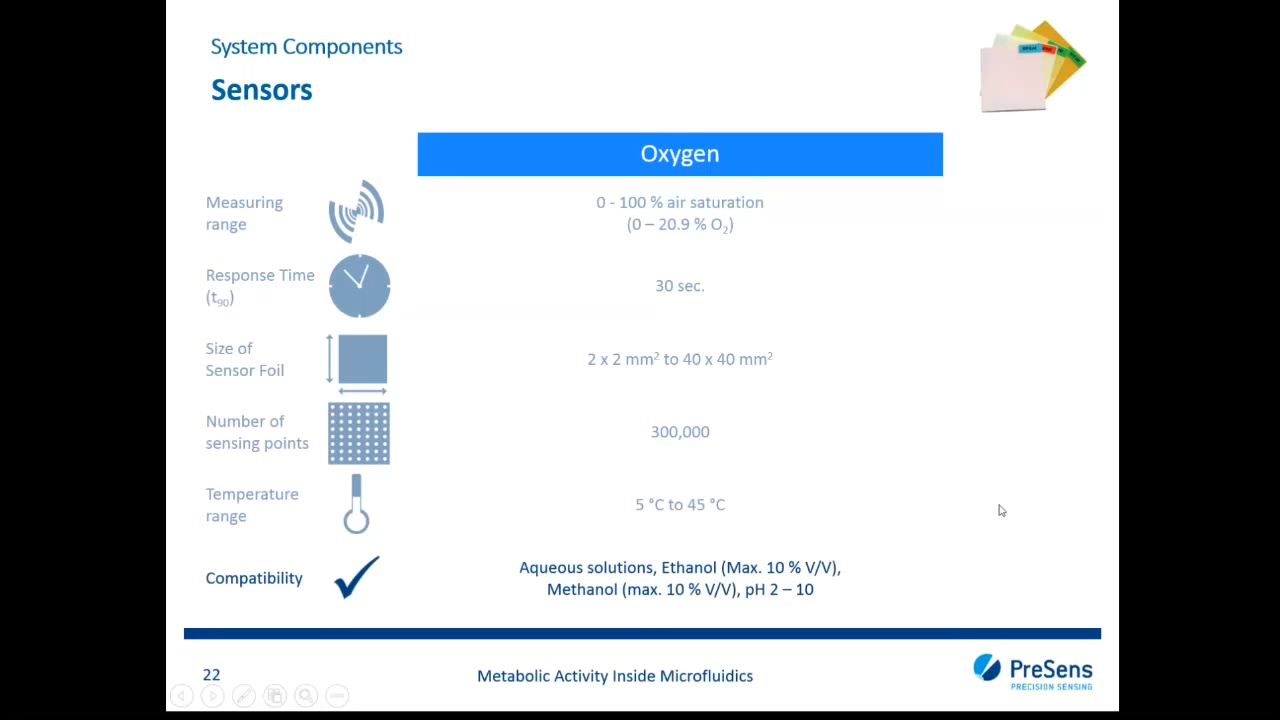 System Components
Sensors
Oxygen
Measuring
range
0 - 100 % air saturation
(0 – 20.9 % O₂)
Response Time
(t₉₀)
30 sec.
Size of
Sensor Foil
2 x 2 mm² to 40 x 40 mm²
Number of
sensing points
300,000
Temperature
range
5 °C to 45 °C
Compatibility
Aqueous solutions, Ethanol (Max. 10 % V/V),
Methanol (max. 10 % V/V), pH 2 – 10
22
Metabolic Activity Inside Microfluidics
PreSens
PRECISION SENSING